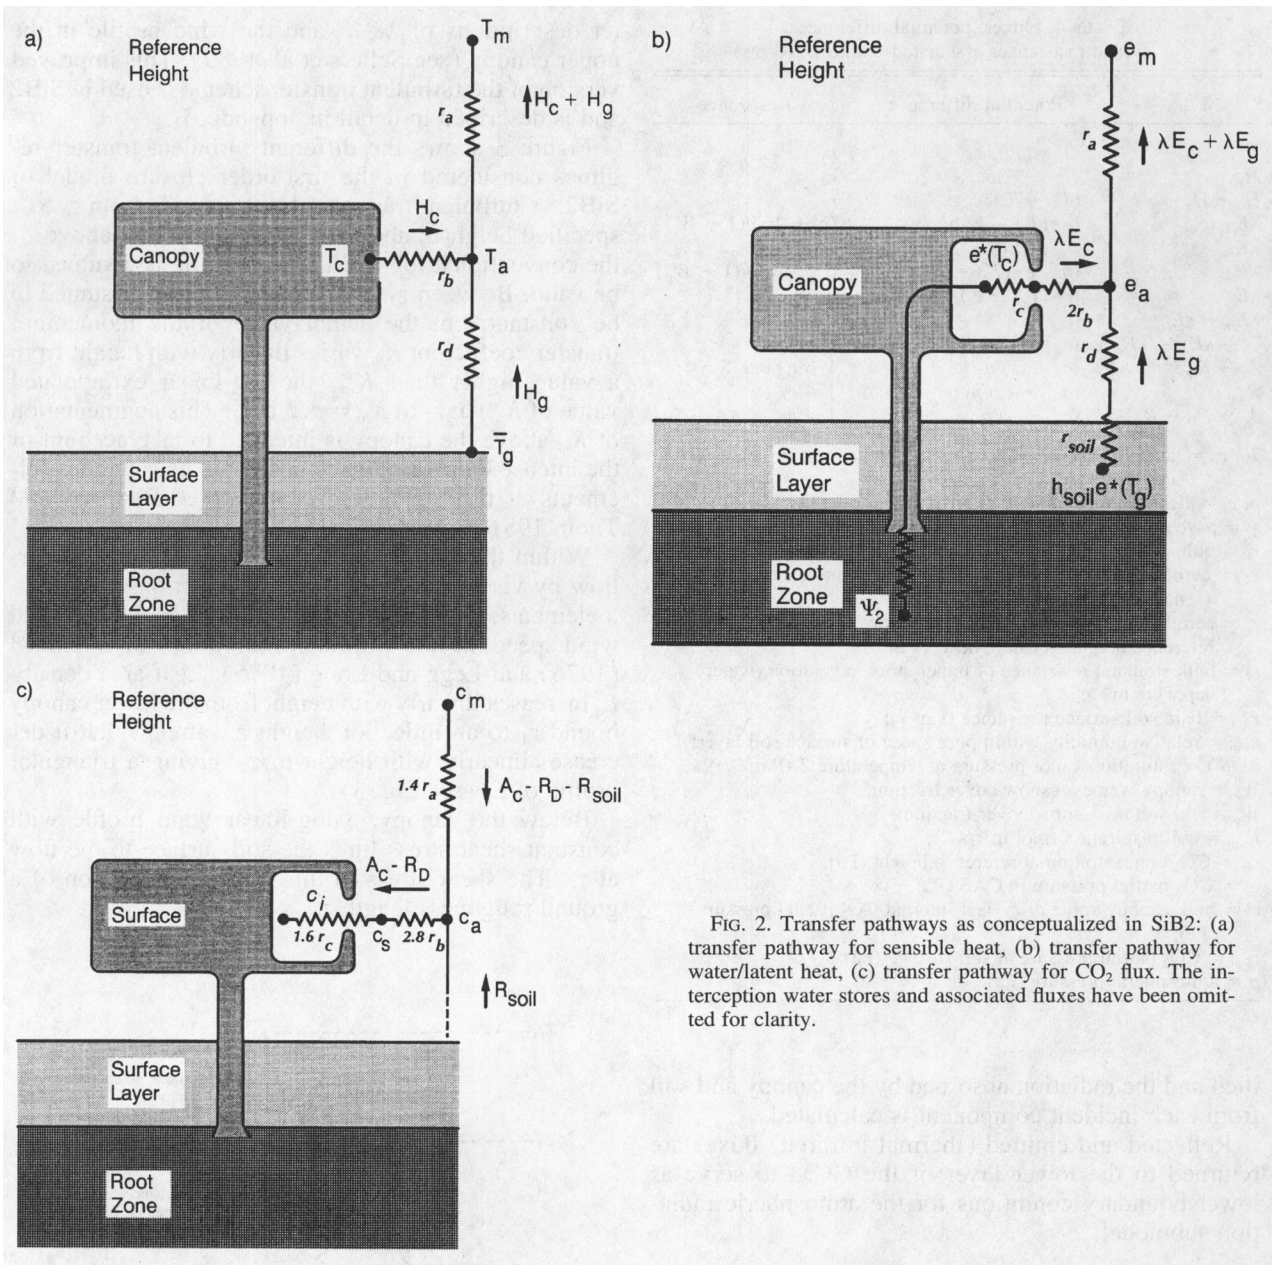 a)
Reference
Height
T_m
r_a
H_c + H_g
H_c
Canopy
T_c
r_b
T_a
r_d
H_g
T̅_g
Surface
Layer
Root
Zone
b)
Reference
Height
e_m
r_a
λE_c + λE_g
λE_c
e*(T_c)
Canopy
r_c
2r_b
e_a
r_d
λE_g
r_soil
Surface
Layer
h_soil e*(T_g)
Root
Zone
Ψ_2
c)
Reference
Height
c_m
1.4 r_a
A_C - R_D - R_soil
A_C - R_D
c_i
Surface
1.6 r_c
c_s
2.8 r_b
c_a
R_soil
Surface
Layer
Root
Zone
FIG. 2. Transfer pathways as conceptualized in SiB2: (a)
transfer pathway for sensible heat, (b) transfer pathway for
water/latent heat, (c) transfer pathway for CO₂ flux. The in-
terception water stores and associated fluxes have been omit-
ted for clarity.